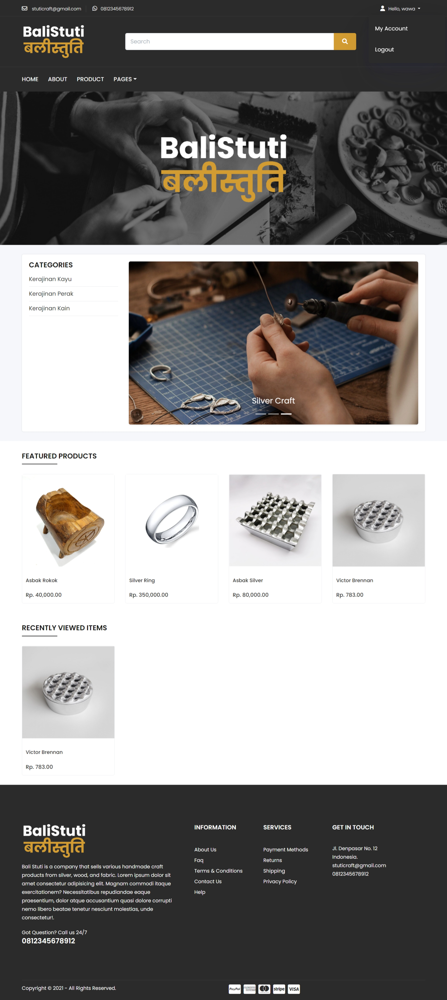 stuticraft@gmail.com
0812345678912
Hello, wawa
BaliStuti
बलीस्तुति
Search
My Account
Logout
HOME
ABOUT
PRODUCT
PAGES
BaliStuti
बलीस्तुति
CATEGORIES
Kerajinan Kayu
Kerajinan Perak
Kerajinan Kain
Silver Craft
FEATURED PRODUCTS
Asbak Rokok
Rp. 40,000.00
Silver Ring
Rp. 350,000.00
Asbak Silver
Rp. 80,000.00
Victor Brennan
Rp. 783.00
RECENTLY VIEWED ITEMS
Victor Brennan
Rp. 783.00
BaliStuti
बलीस्तुति
Bali Stuti is a company that sells various handmade craft
products from silver, wood, and fabric. Lorem ipsum dolor sit
amet consectetur adipisicing elit. Magnam commodi itaque
exercitationem? Necessitatibus repudiandae eaque
praesentium, dolor atque accusantium quasi dolore corrupti
nemo libero beatae tenetur nesciunt molestias, unde
consectetur!.
Got Question? Call us 24/7
0812345678912
INFORMATION
About Us
Faq
Terms & Conditions
Contact Us
Help
SERVICES
Payment Methods
Returns
Shipping
Privacy Policy
GET IN TOUCH
Jl. Denpasar No. 12
Indonesia.
stuticraft@gmail.com
0812345678912
Copyright © 2021 - All Rights Reserved.
PayPal
AMERICAN EXPRESS
stripe
VISA